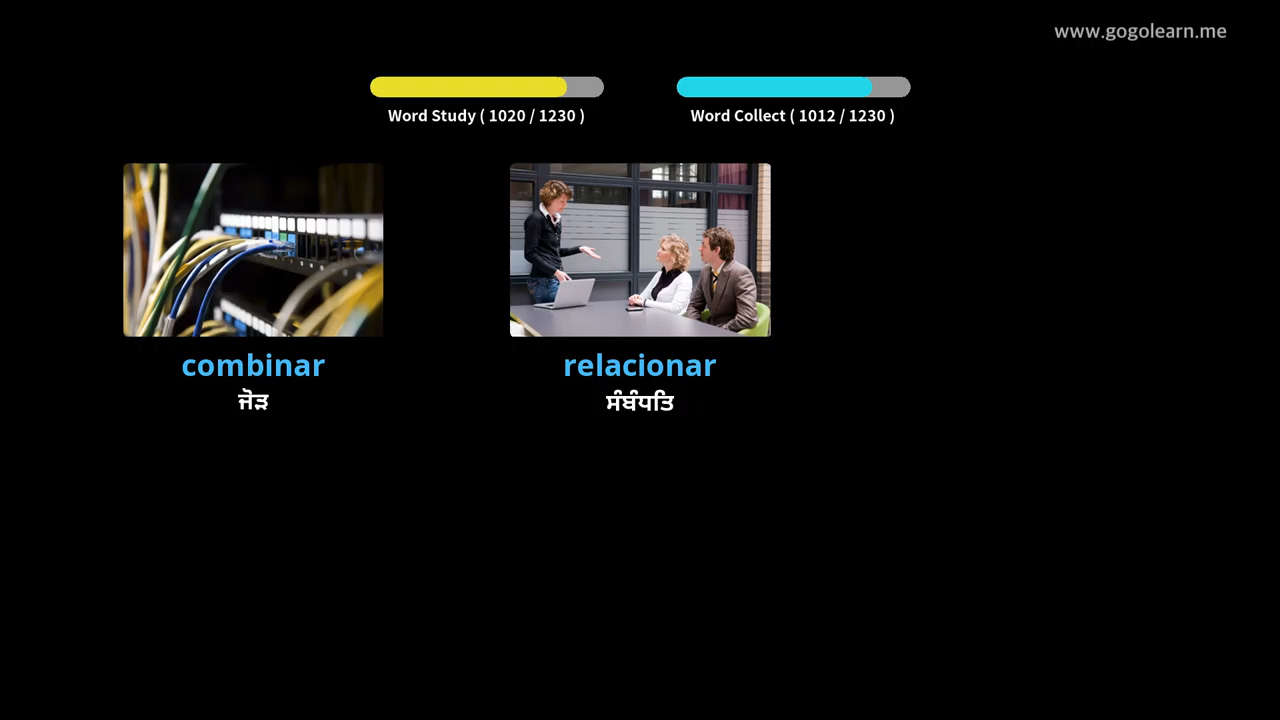 www.gogolearn.me
Word Study ( 1020 / 1230 )
Word Collect ( 1012 / 1230 )
combinar
ਜੋੜ
relacionar
ਸੰਬੰਧਤਿ